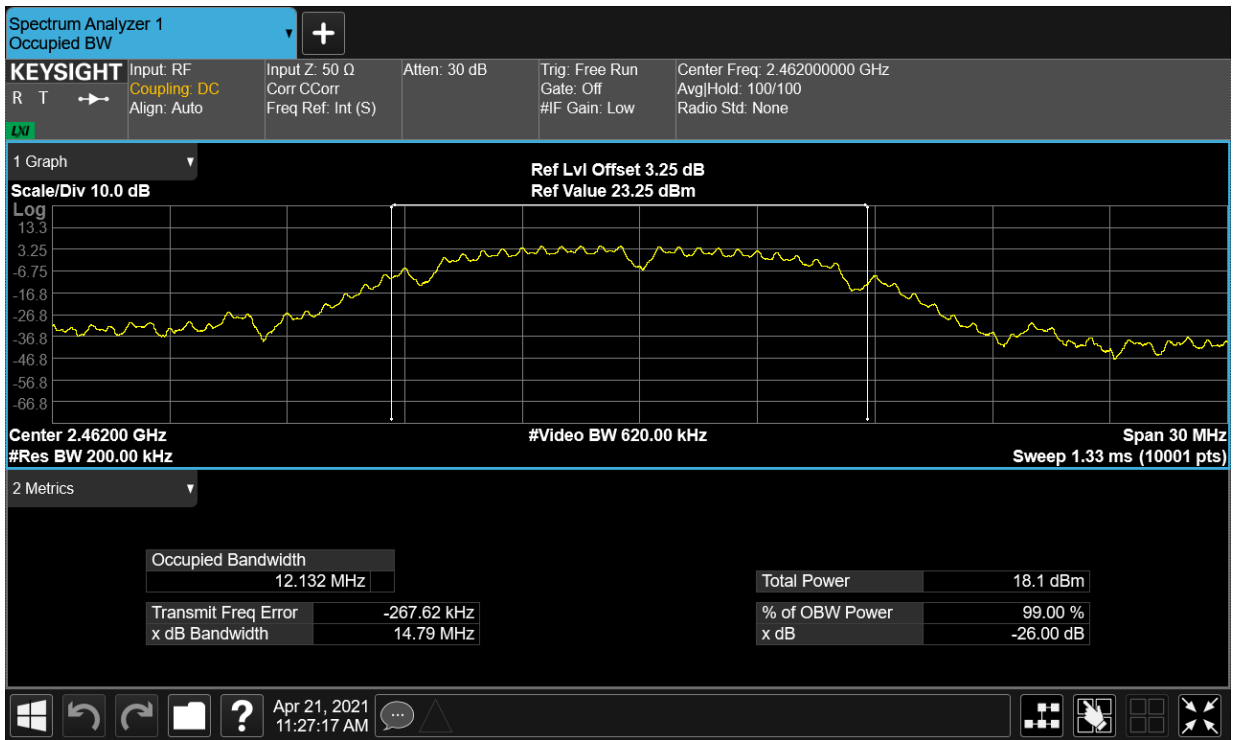 Spectrum Analyzer 1
Occupied BW
▼
+
KEYSIGHT
R T
LXI
Input: RF
Coupling: DC
Align: Auto
Input Z: 50 Ω
Corr CCorr
Freq Ref: Int (S)
Atten: 30 dB
Trig: Free Run
Gate: Off
#IF Gain: Low
Center Freq: 2.462000000 GHz
Avg|Hold: 100/100
Radio Std: None
1 Graph ▼
Ref Lvl Offset 3.25 dB
Scale/Div 10.0 dB
Ref Value 23.25 dBm
Log
13.3
3.25
-6.75
-16.8
-26.8
-36.8
-46.8
-56.8
-66.8
Center 2.46200 GHz
#Video BW 620.00 kHz
Span 30 MHz
#Res BW 200.00 kHz
Sweep 1.33 ms (10001 pts)
2 Metrics ▼
Occupied Bandwidth
12.132 MHz
Total Power 18.1 dBm
Transmit Freq Error -267.62 kHz
% of OBW Power 99.00 %
x dB Bandwidth 14.79 MHz
x dB -26.00 dB
?
Apr 21, 2021
11:27:17 AM